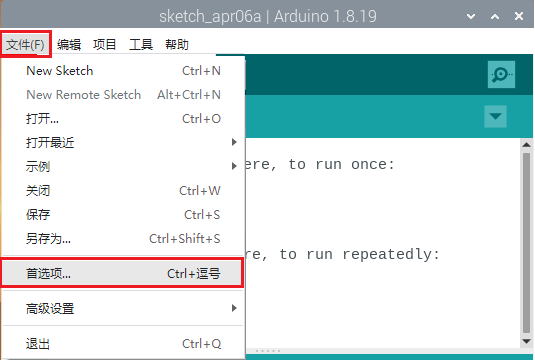 sketch_apr06a | Arduino 1.8.19
文件(F) 编辑 项目 工具 帮助
New Sketch Ctrl+N
New Remote Sketch Alt+Ctrl+N
打开... Ctrl+O
打开最近
示例 ere, to run once:
关闭 Ctrl+W
保存 Ctrl+S
另存为... Ctrl+Shift+S
re, to run repeatedly:
首选项... Ctrl+逗号
高级设置
退出 Ctrl+Q